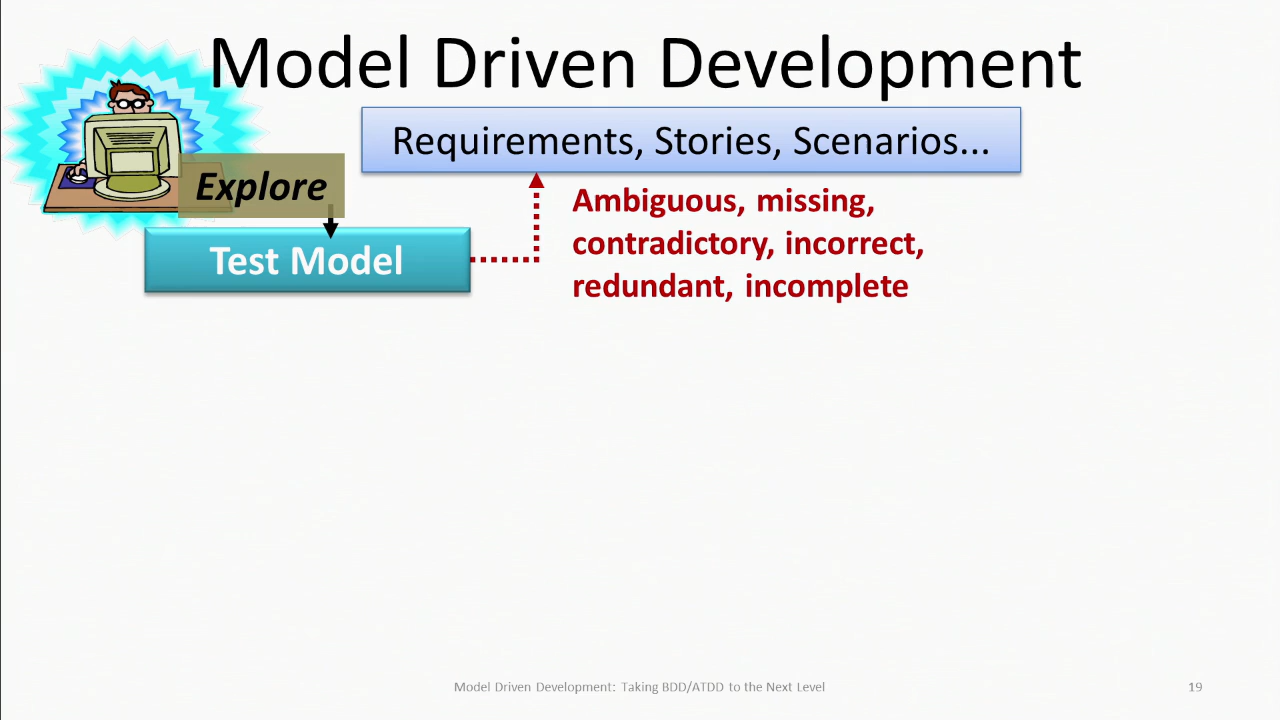 Model Driven Development
Requirements, Stories, Scenarios...
Explore
Ambiguous, missing,
contradictory, incorrect,
redundant, incomplete
Test Model
Model Driven Development: Taking BDD/ATDD to the Next Level
19